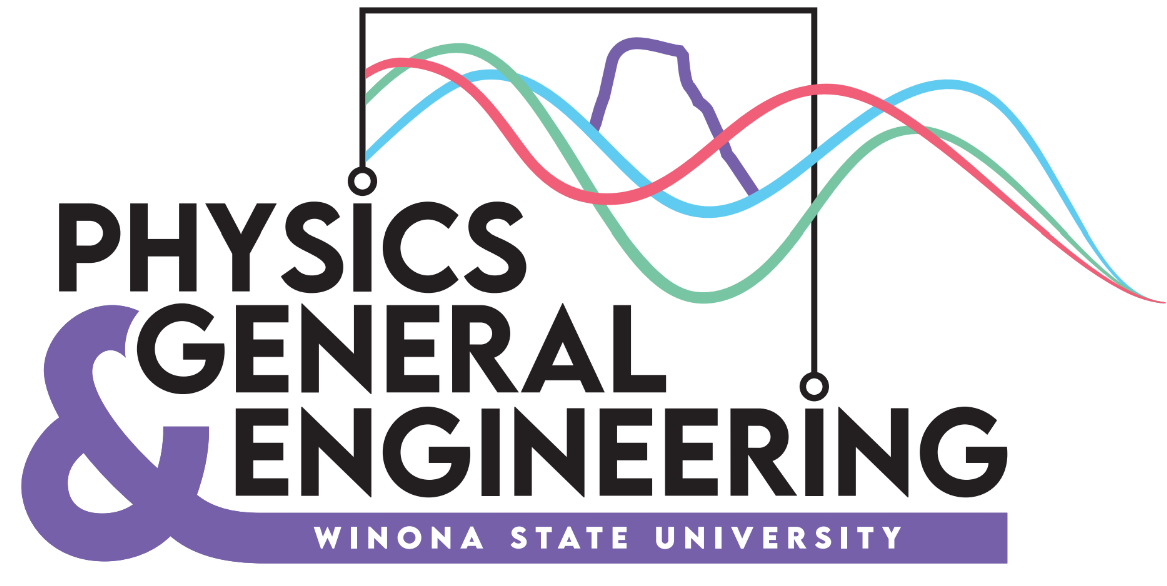 PHYSICS
& GENERAL
ENGINEERING
WINONA STATE UNIVERSITY